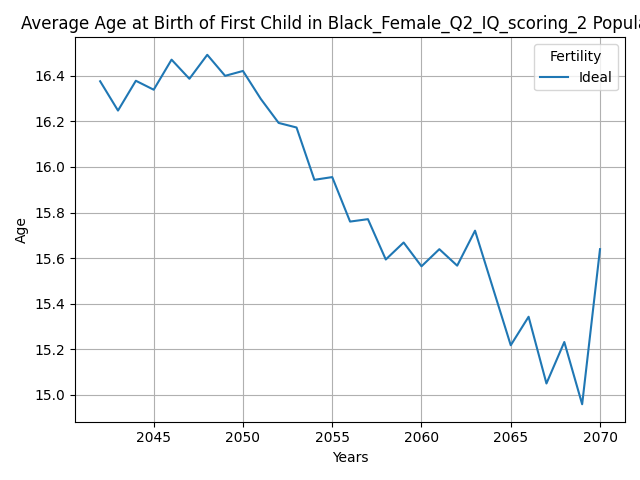 Average Age at Birth of First Child in Black_Female_Q2_IQ_scoring_2 Popula
Fertility
Ideal
16.4
16.2
16.0
15.8
15.6
15.4
15.2
15.0
Age
2045 2050 2055 2060 2065 2070
Years